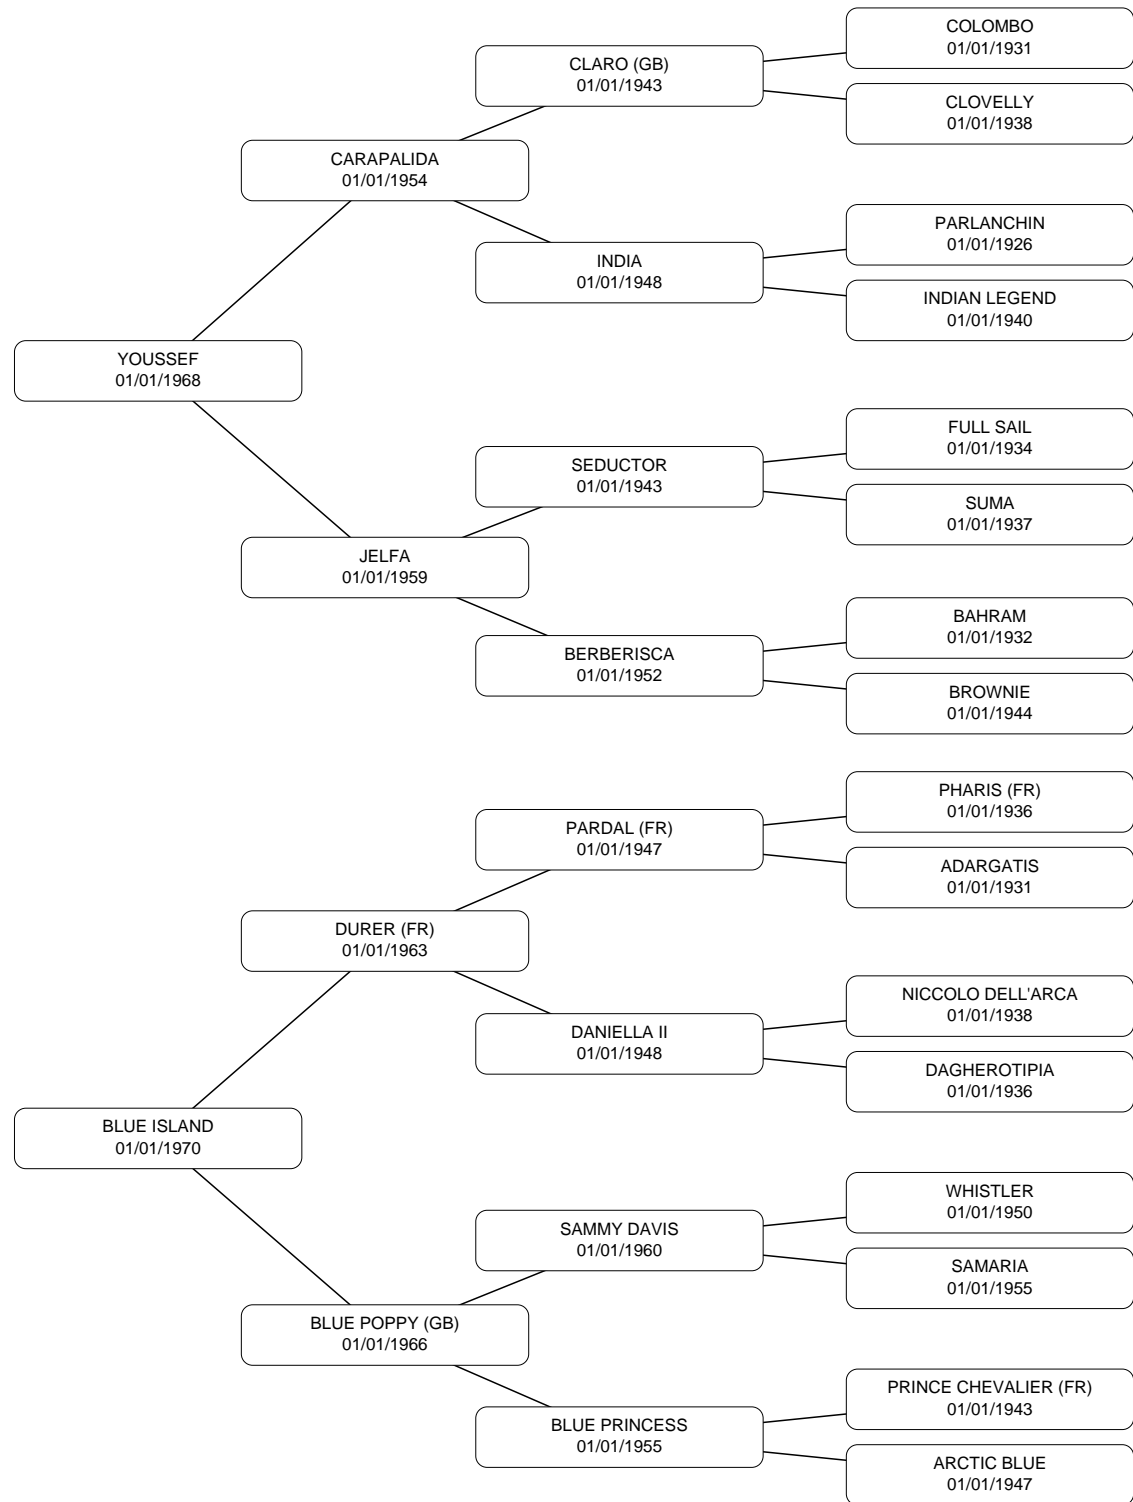 COLOMBO
01/01/1931
CLARO (GB)
01/01/1943
CLOVELLY
01/01/1938
CARAPALIDA
01/01/1954
PARLANCHIN
01/01/1926
INDIA
01/01/1948
INDIAN LEGEND
01/01/1940
YOUSSEF
01/01/1968
FULL SAIL
01/01/1934
SEDUCTOR
01/01/1943
SUMA
01/01/1937
JELFA
01/01/1959
BAHRAM
01/01/1932
BERBERISCA
01/01/1952
BROWNIE
01/01/1944
PHARIS (FR)
01/01/1936
PARDAL (FR)
01/01/1947
ADARGATIS
01/01/1931
DURER (FR)
01/01/1963
NICCOLO DELL'ARCA
01/01/1938
DANIELLA II
01/01/1948
DAGHEROTIPIA
01/01/1936
BLUE ISLAND
01/01/1970
WHISTLER
01/01/1950
SAMMY DAVIS
01/01/1960
SAMARIA
01/01/1955
BLUE POPPY (GB)
01/01/1966
PRINCE CHEVALIER (FR)
01/01/1943
BLUE PRINCESS
01/01/1955
ARCTIC BLUE
01/01/1947